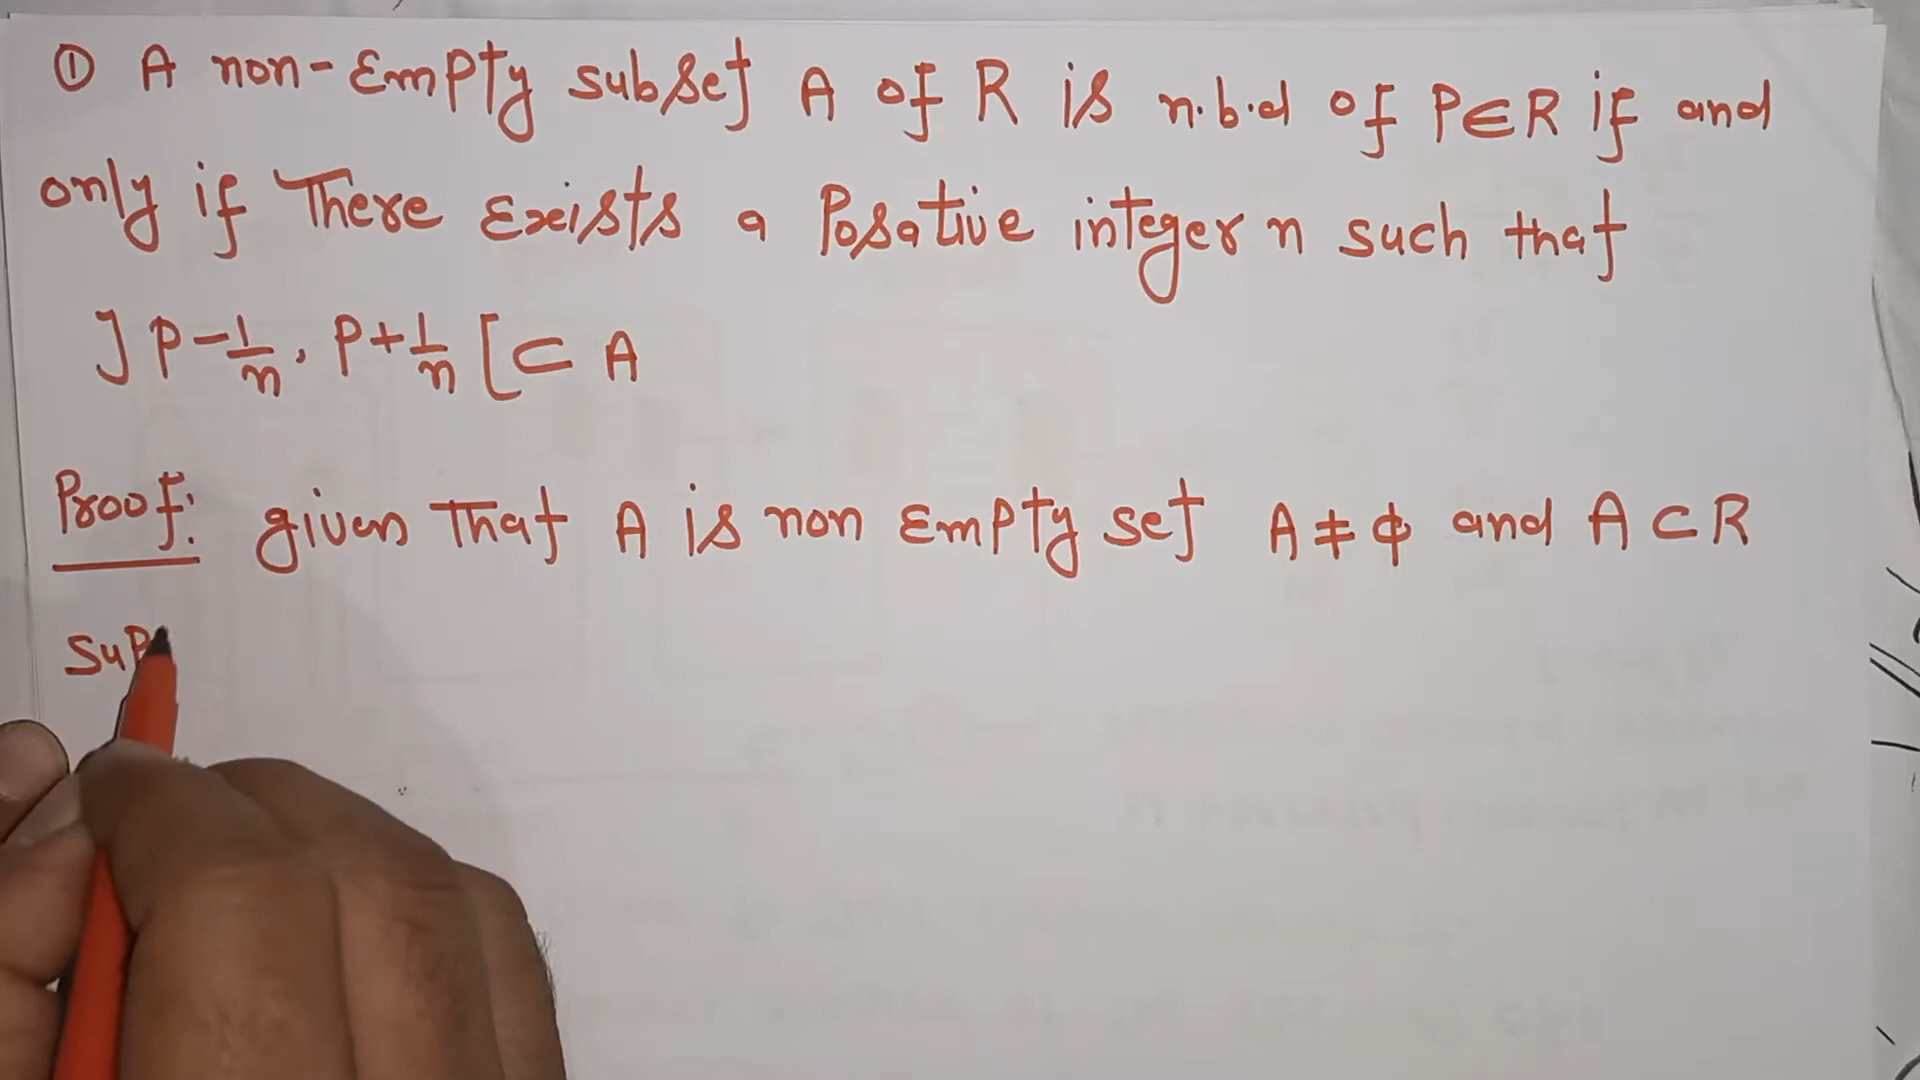 ① A non-Empty subset A of R is n.b.d of P∈R if and
only if There Exists a Posative integer n such that
]P-1/n, P+1/n[ ⊂ A
Proof: given That A is non Empty set A ≠ ϕ and A ⊂ R
SuP